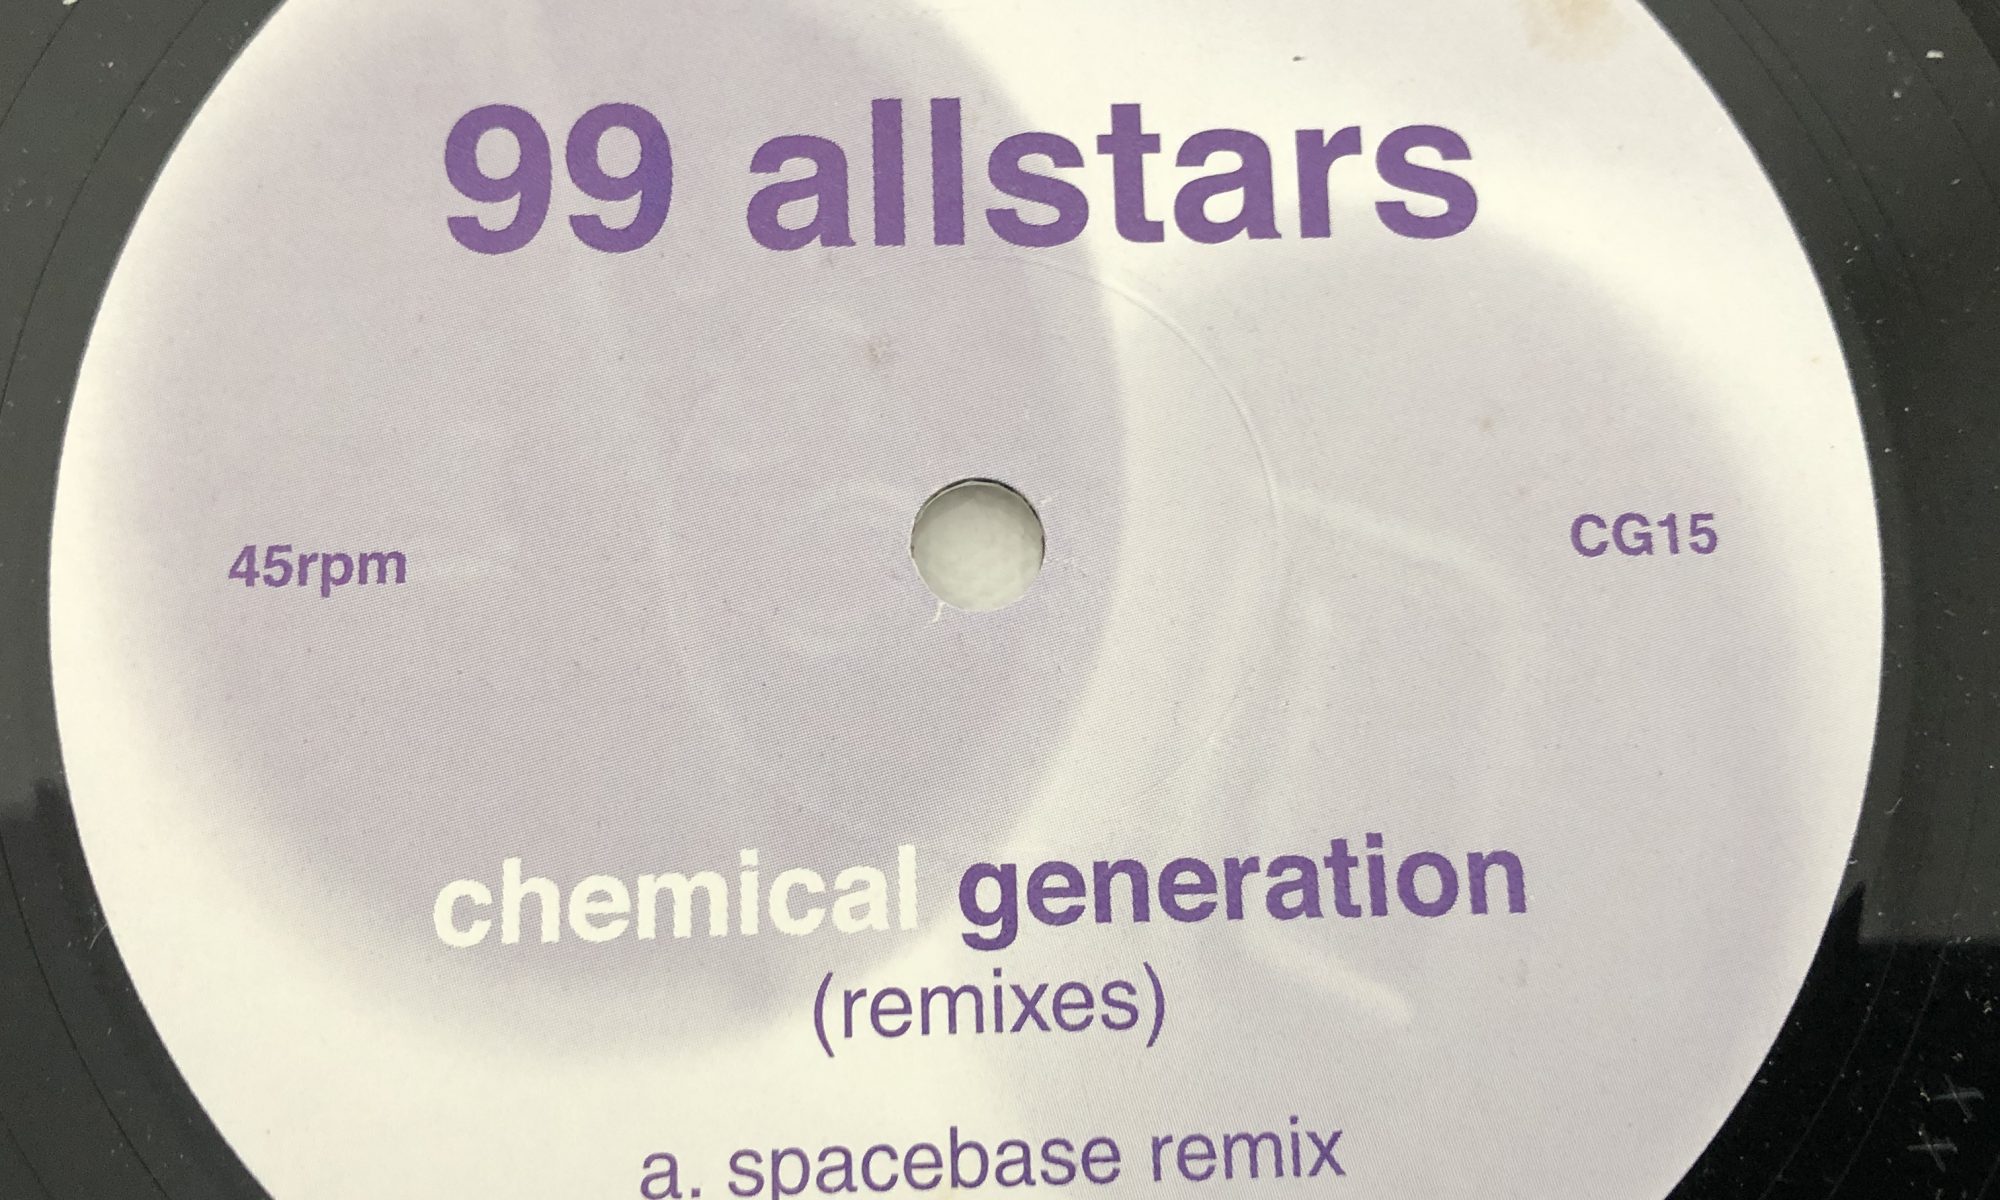 99 allstars
45rpm
CG15
chemical generation
(remixes)
a. spacebase remix